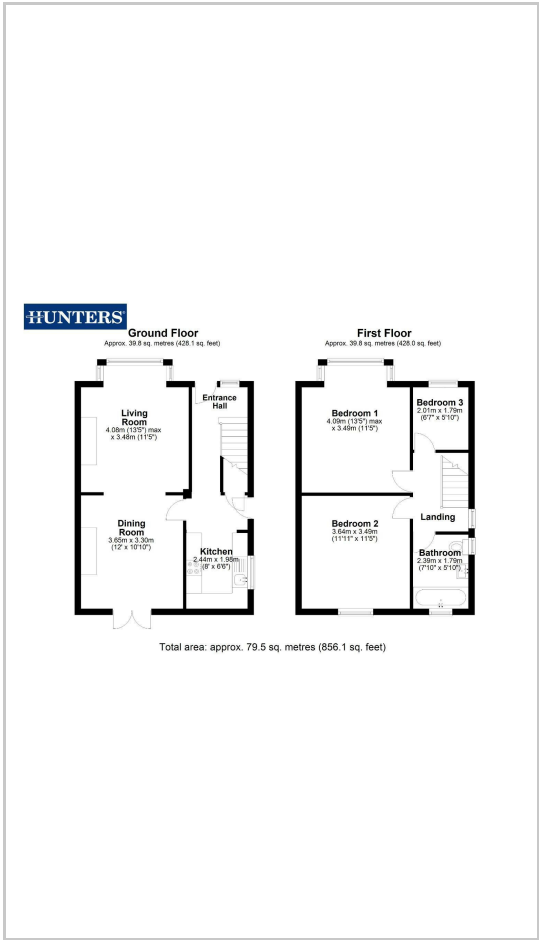 HUNTERS
Ground Floor
Approx. 39.8 sq. metres (428.1 sq. feet)
Entrance
Hall
Living
Room
4.08m (13'5") max
x 3.48m (11'5")
Dining
Room
3.65m x 3.30m
(12' x 10'10")
Kitchen
2.44m x 1.98m
(8' x 6'6")
First Floor
Approx. 39.8 sq. metres (428.0 sq. feet)
Bedroom 1
4.09m (13'5") max
x 3.49m (11'5")
Bedroom 3
2.01m x 1.79m
(6'7" x 5'10")
Landing
Bedroom 2
3.64m x 3.49m
(11'11" x 11'5")
Bathroom
2.39m x 1.79m
(7'10" x 5'10")
Total area: approx. 79.5 sq. metres (856.1 sq. feet)